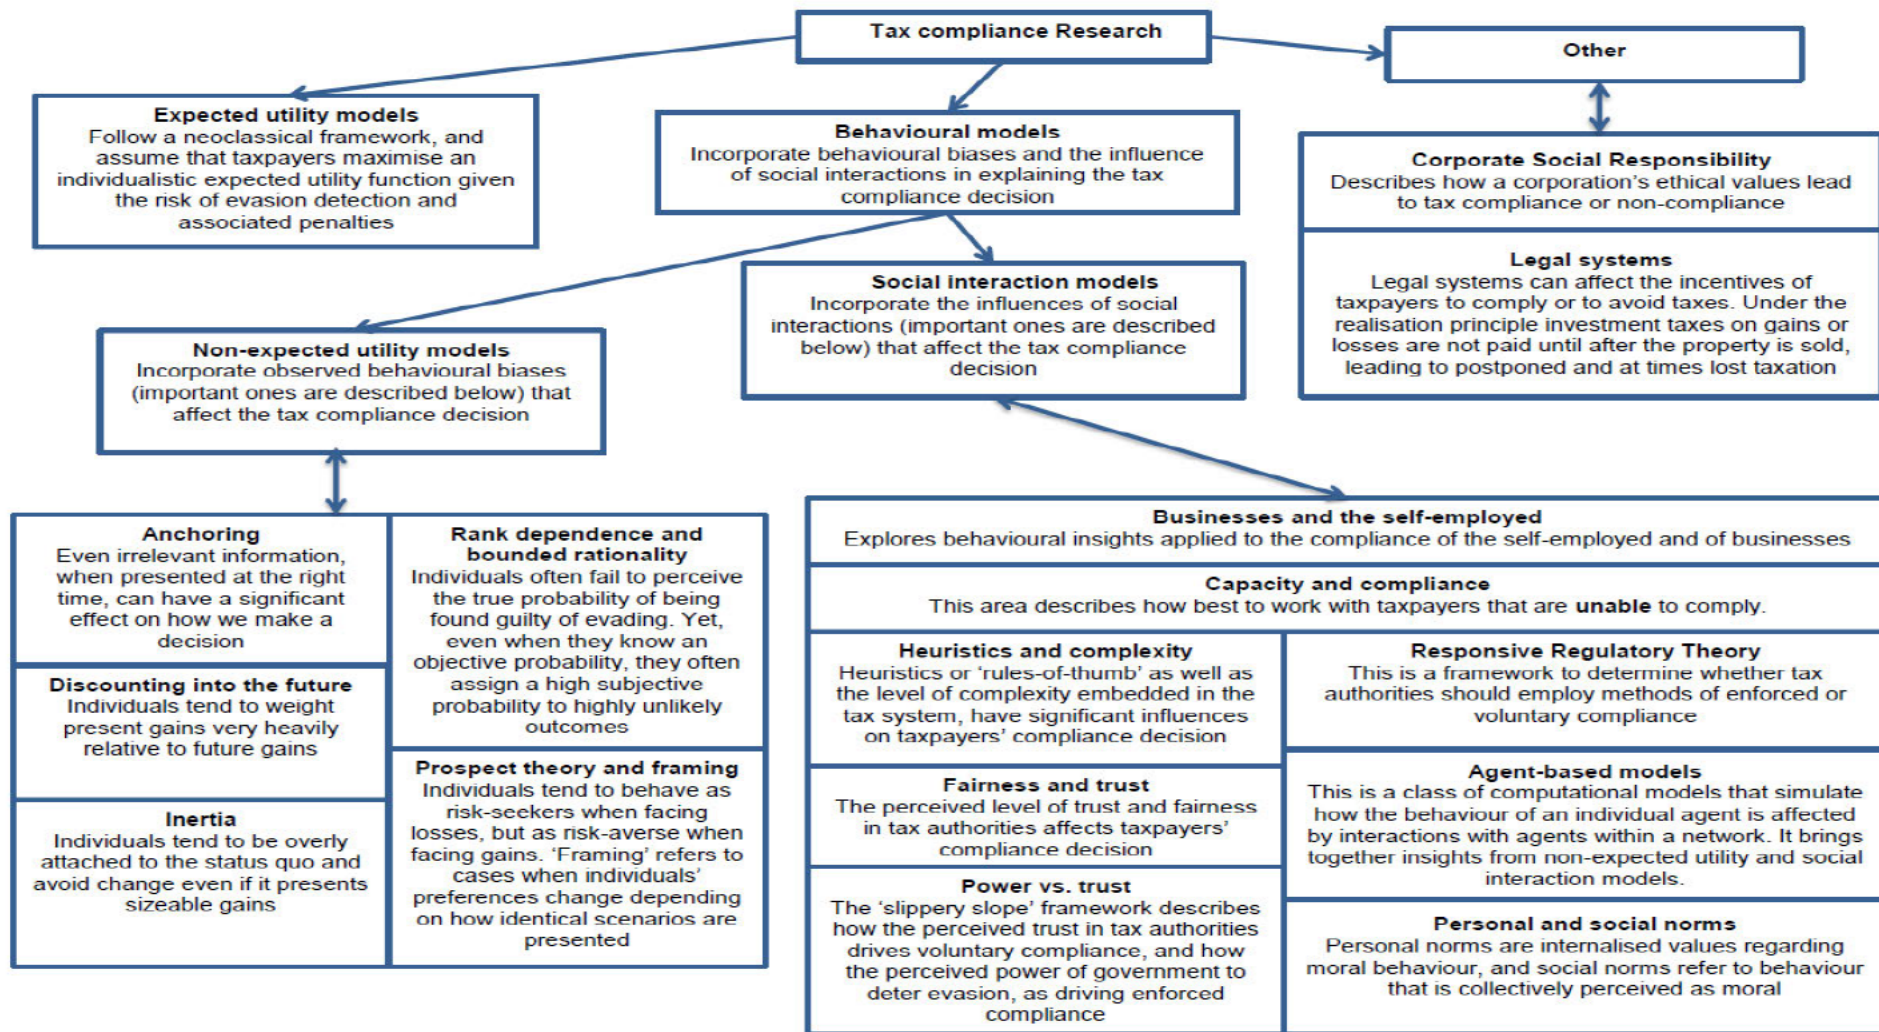 Tax compliance Research
Other
Expected utility models
Follow a neoclassical framework, and
assume that taxpayers maximise an
individualistic expected utility function given
the risk of evasion detection and
associated penalties
Behavioural models
Incorporate behavioural biases and the influence
of social interactions in explaining the tax
compliance decision
Corporate Social Responsibility
Describes how a corporation's ethical values lead
to tax compliance or non-compliance
Legal systems
Legal systems can affect the incentives of
taxpayers to comply or to avoid taxes. Under the
realisation principle investment taxes on gains or
losses are not paid until after the property is sold,
leading to postponed and at times lost taxation
Social interaction models
Incorporate the influences of social
interactions (important ones are described
below) that affect the tax compliance
decision
Non-expected utility models
Incorporate observed behavioural biases
(important ones are described below) that
affect the tax compliance decision
Anchoring
Even irrelevant information,
when presented at the right
time, can have a significant
effect on how we make a
decision
Discounting into the future
Individuals tend to weight
present gains very heavily
relative to future gains
Inertia
Individuals tend to be overly
attached to the status quo and
avoid change even if it presents
sizeable gains
Rank dependence and
bounded rationality
Individuals often fail to perceive
the true probability of being
found guilty of evading. Yet,
even when they know an
objective probability, they often
assign a high subjective
probability to highly unlikely
outcomes
Prospect theory and framing
Individuals tend to behave as
risk-seekers when facing
losses, but as risk-averse when
facing gains. 'Framing' refers to
cases when individuals'
preferences change depending
on how identical scenarios are
presented
Businesses and the self-employed
Explores behavioural insights applied to the compliance of the self-employed and of businesses
Capacity and compliance
This area describes how best to work with taxpayers that are unable to comply.
Heuristics and complexity
Heuristics or 'rules-of-thumb' as well as
the level of complexity embedded in the
tax system, have significant influences
on taxpayers' compliance decision
Fairness and trust
The perceived level of trust and fairness
in tax authorities affects taxpayers'
compliance decision
Power vs. trust
The 'slippery slope' framework describes
how the perceived trust in tax authorities
drives voluntary compliance, and how
the perceived power of government to
deter evasion, as driving enforced
compliance
Responsive Regulatory Theory
This is a framework to determine whether tax
authorities should employ methods of enforced or
voluntary compliance
Agent-based models
This is a class of computational models that simulate
how the behaviour of an individual agent is affected
by interactions with agents within a network. It brings
together insights from non-expected utility and social
interaction models.
Personal and social norms
Personal norms are internalised values regarding
moral behaviour, and social norms refer to behaviour
that is collectively perceived as moral